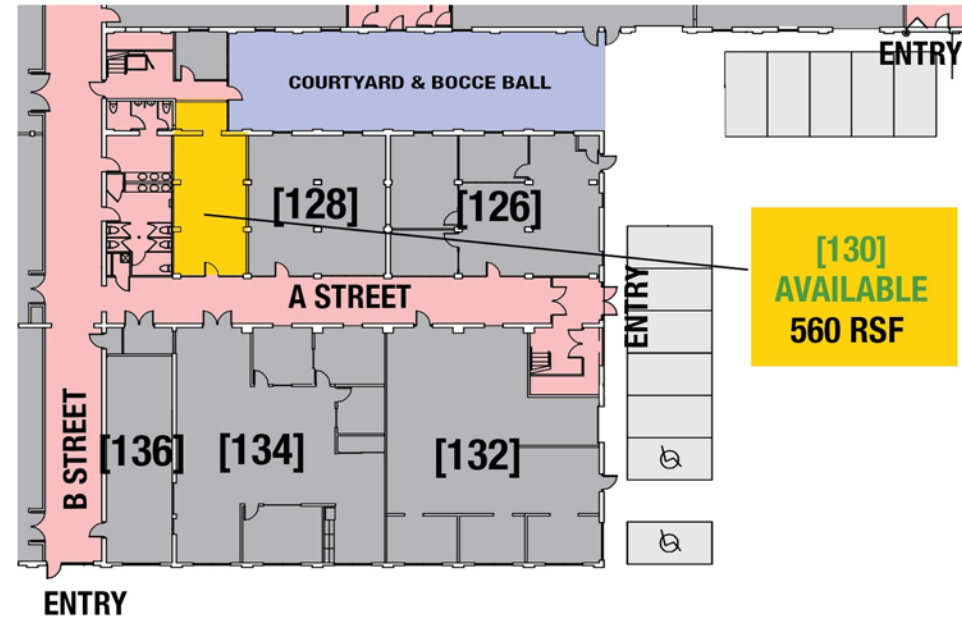 ENTRY
COURTYARD & BOCCE BALL
[128]
[126]
[130]
AVAILABLE
560 RSF
A STREET
ENTRY
B STREET
[136]
[134]
[132]
ENTRY